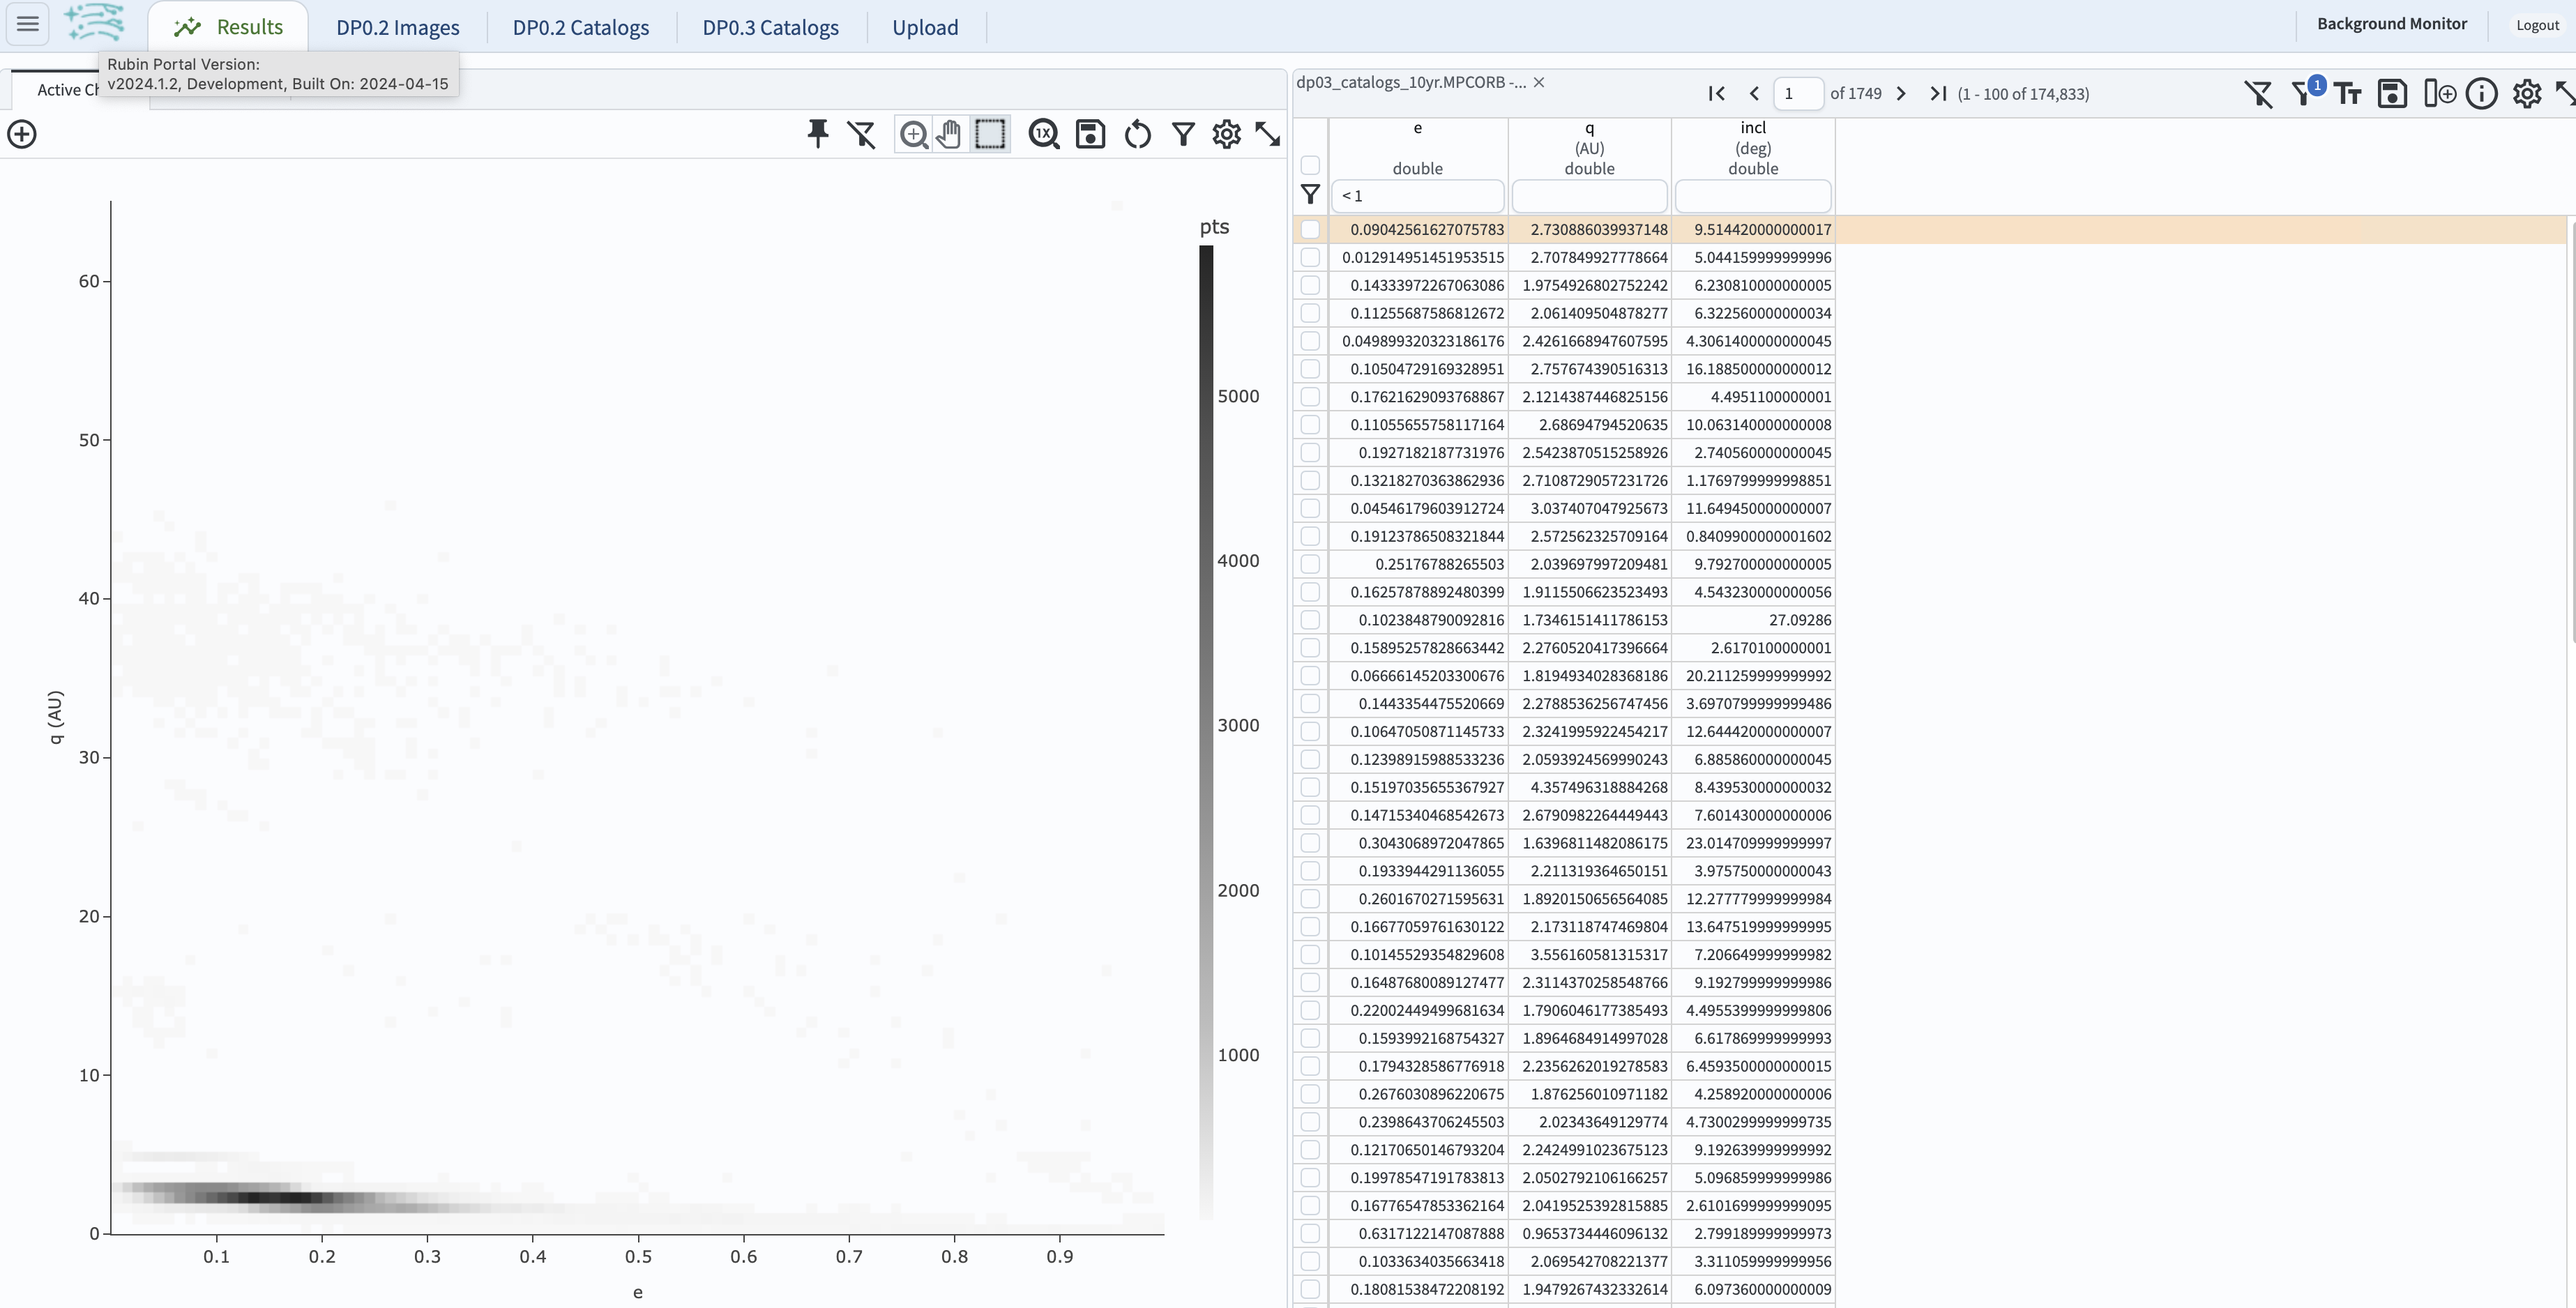 Results
DP0.2 Images
DP0.2 Catalogs
DP0.3 Catalogs
Upload
Background Monitor
Logout
Rubin Portal Version:
v2024.1.2, Development, Built On: 2024-04-15
Active Ch
dp03_catalogs_10yr.MPCORB -...
1 of 1749 (1 - 100 of 174,833)
1
1X
pts
5000
4000
3000
2000
1000
60
50
40
30
20
10
0
q (AU)
0.1 0.2 0.3 0.4 0.5 0.6 0.7 0.8 0.9
e
e q incl
(AU) (deg)
double double double
< 1
0.09042561627075783 2.730886039937148 9.514420000000017
0.012914951451953515 2.707849927778664 5.044159999999996
0.14333972267063086 1.9754926802752242 6.230810000000005
0.11255687586812672 2.061409504878277 6.322560000000034
0.049899320323186176 2.4261668947607595 4.3061400000000045
0.10504729169328951 2.757674390516313 16.188500000000012
0.17621629093768867 2.1214387446825156 4.4951100000001
0.11055655758117164 2.68694794520635 10.063140000000008
0.1927182187731976 2.5423870515258926 2.740560000000045
0.13218270363862936 2.7108729057231726 1.1769799999998851
0.04546179603912724 3.037407047925673 11.649450000000007
0.19123786508321844 2.572562325709164 0.8409900000001602
0.25176788265503 2.039697997209481 9.792700000000005
0.16257878892480399 1.9115506623523493 4.543230000000056
0.1023848790092816 1.7346151411786153 27.09286
0.15895257828663442 2.2760520417396664 2.6170100000001
0.06666145203300676 1.8194934028368186 20.211259999999992
0.1443354475520669 2.2788536256747456 3.6970799999999486
0.10647050871145733 2.3241995922454217 12.644420000000007
0.12398915988533236 2.0593924569990243 6.885860000000045
0.15197035655367927 4.357496318884268 8.439530000000032
0.14715340468542673 2.6790982264449443 7.601430000000006
0.3043068972047865 1.6396811482086175 23.014709999999997
0.1933944291136055 2.211319364650151 3.975750000000043
0.2601670271595631 1.8920150656564085 12.277779999999984
0.16677059761630122 2.173118747469804 13.647519999999995
0.10145529354829608 3.556160581315317 7.206649999999982
0.16487680089127477 2.3114370258548766 9.192799999999986
0.22002449499681634 1.7906046177385493 4.4955399999999806
0.1593992168754327 1.8964684914997028 6.617869999999993
0.1794328586776918 2.2356262019278583 6.4593500000000015
0.2676030896220675 1.876256010971182 4.258920000000006
0.2398643706245503 2.02343649129774 4.7300299999999735
0.12170650146793204 2.2424991023675123 9.192639999999992
0.19978547191783813 2.0502792106166257 5.096859999999986
0.16776547853362164 2.0419525392815885 2.6101699999999095
0.6317122147087888 0.9653734446096132 2.799189999999973
0.1033634035663418 2.069542708221377 3.311059999999956
0.18081538472208192 1.9479267432332614 6.097360000000009